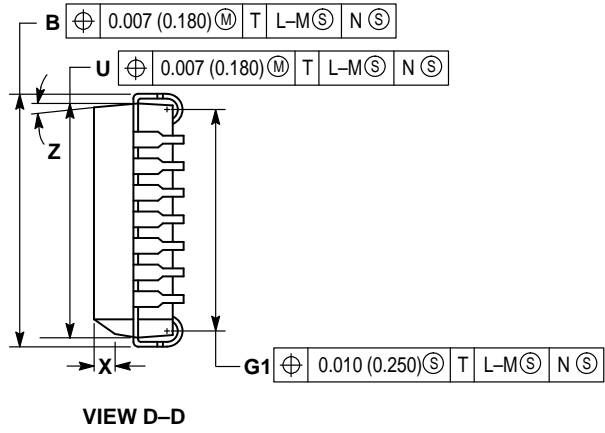 B ⌖ 0.007 (0.180) Ⓜ T L–M Ⓢ N Ⓢ
U ⌖ 0.007 (0.180) Ⓜ T L–M Ⓢ N Ⓢ
Z
X
G1 ⌖ 0.010 (0.250) Ⓢ T L–M Ⓢ N Ⓢ
VIEW D–D